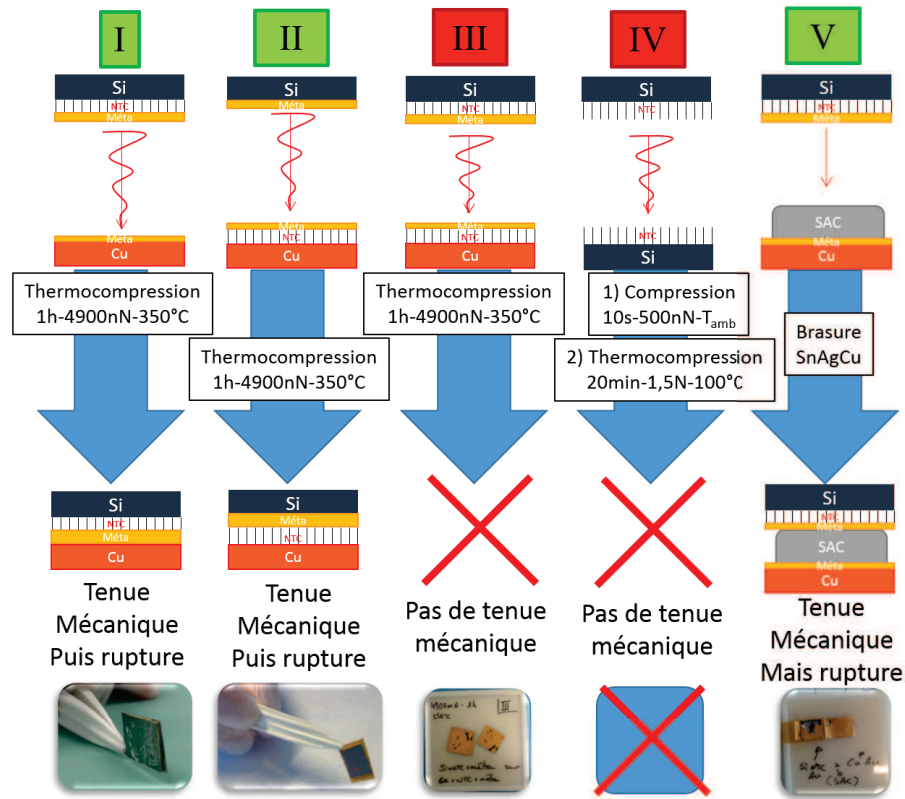 I
II
III
IV
V
Si
NTC
Méta
Si
Méta
Si
NTC
Méta
Si
NTC
Si
NTC
Méta
Méta
Cu
Méta
NTC
Cu
Méta
NTC
Cu
NTC
Si
SAC
Méta
Cu
Thermocompression
1h-4900nN-350°C
Thermocompression
1h-4900nN-350°C
Thermocompression
1h-4900nN-350°C
1) Compression
10s-500nN-Tamb
2) Thermocompression
20min-1,5N-100°C
Brasure
SnAgCu
Si
NTC
Méta
Cu
Si
Méta
NTC
Cu
Si
NTC
Méta
SAC
Méta
Cu
Tenue
Mécanique
Puis rupture
Tenue
Mécanique
Puis rupture
Pas de tenue
mécanique
Pas de tenue
mécanique
Tenue
Mécanique
Mais rupture
III
(SAC)